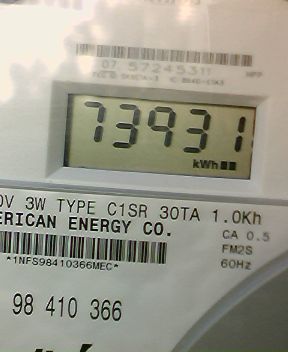 07 57245311
73931
kWh
0V 3W TYPE C1SR 30TA 1.0Kh
ERICAN ENERGY CO.
CA 0.5
FM2S
60Hz
*1NFS98410366MEC*
98 410 366